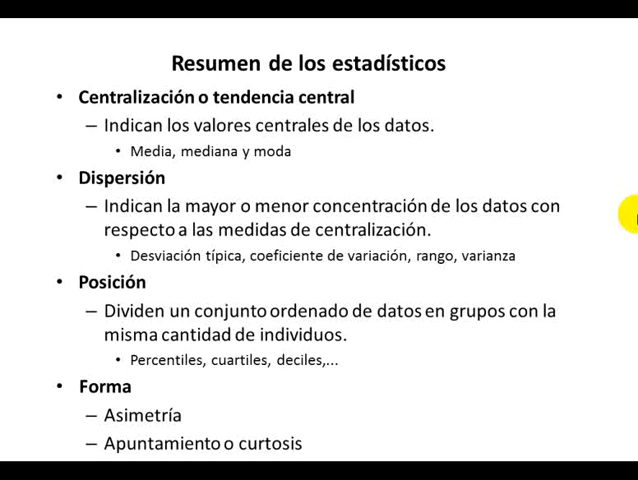 Resumen de los estadísticos
• Centralización o tendencia central
– Indican los valores centrales de los datos.
• Media, mediana y moda
• Dispersión
– Indican la mayor o menor concentración de los datos con
respecto a las medidas de centralización.
• Desviación típica, coeficiente de variación, rango, varianza
• Posición
– Dividen un conjunto ordenado de datos en grupos con la
misma cantidad de individuos.
• Percentiles, cuartiles, deciles,...
• Forma
– Asimetría
– Apuntamiento o curtosis